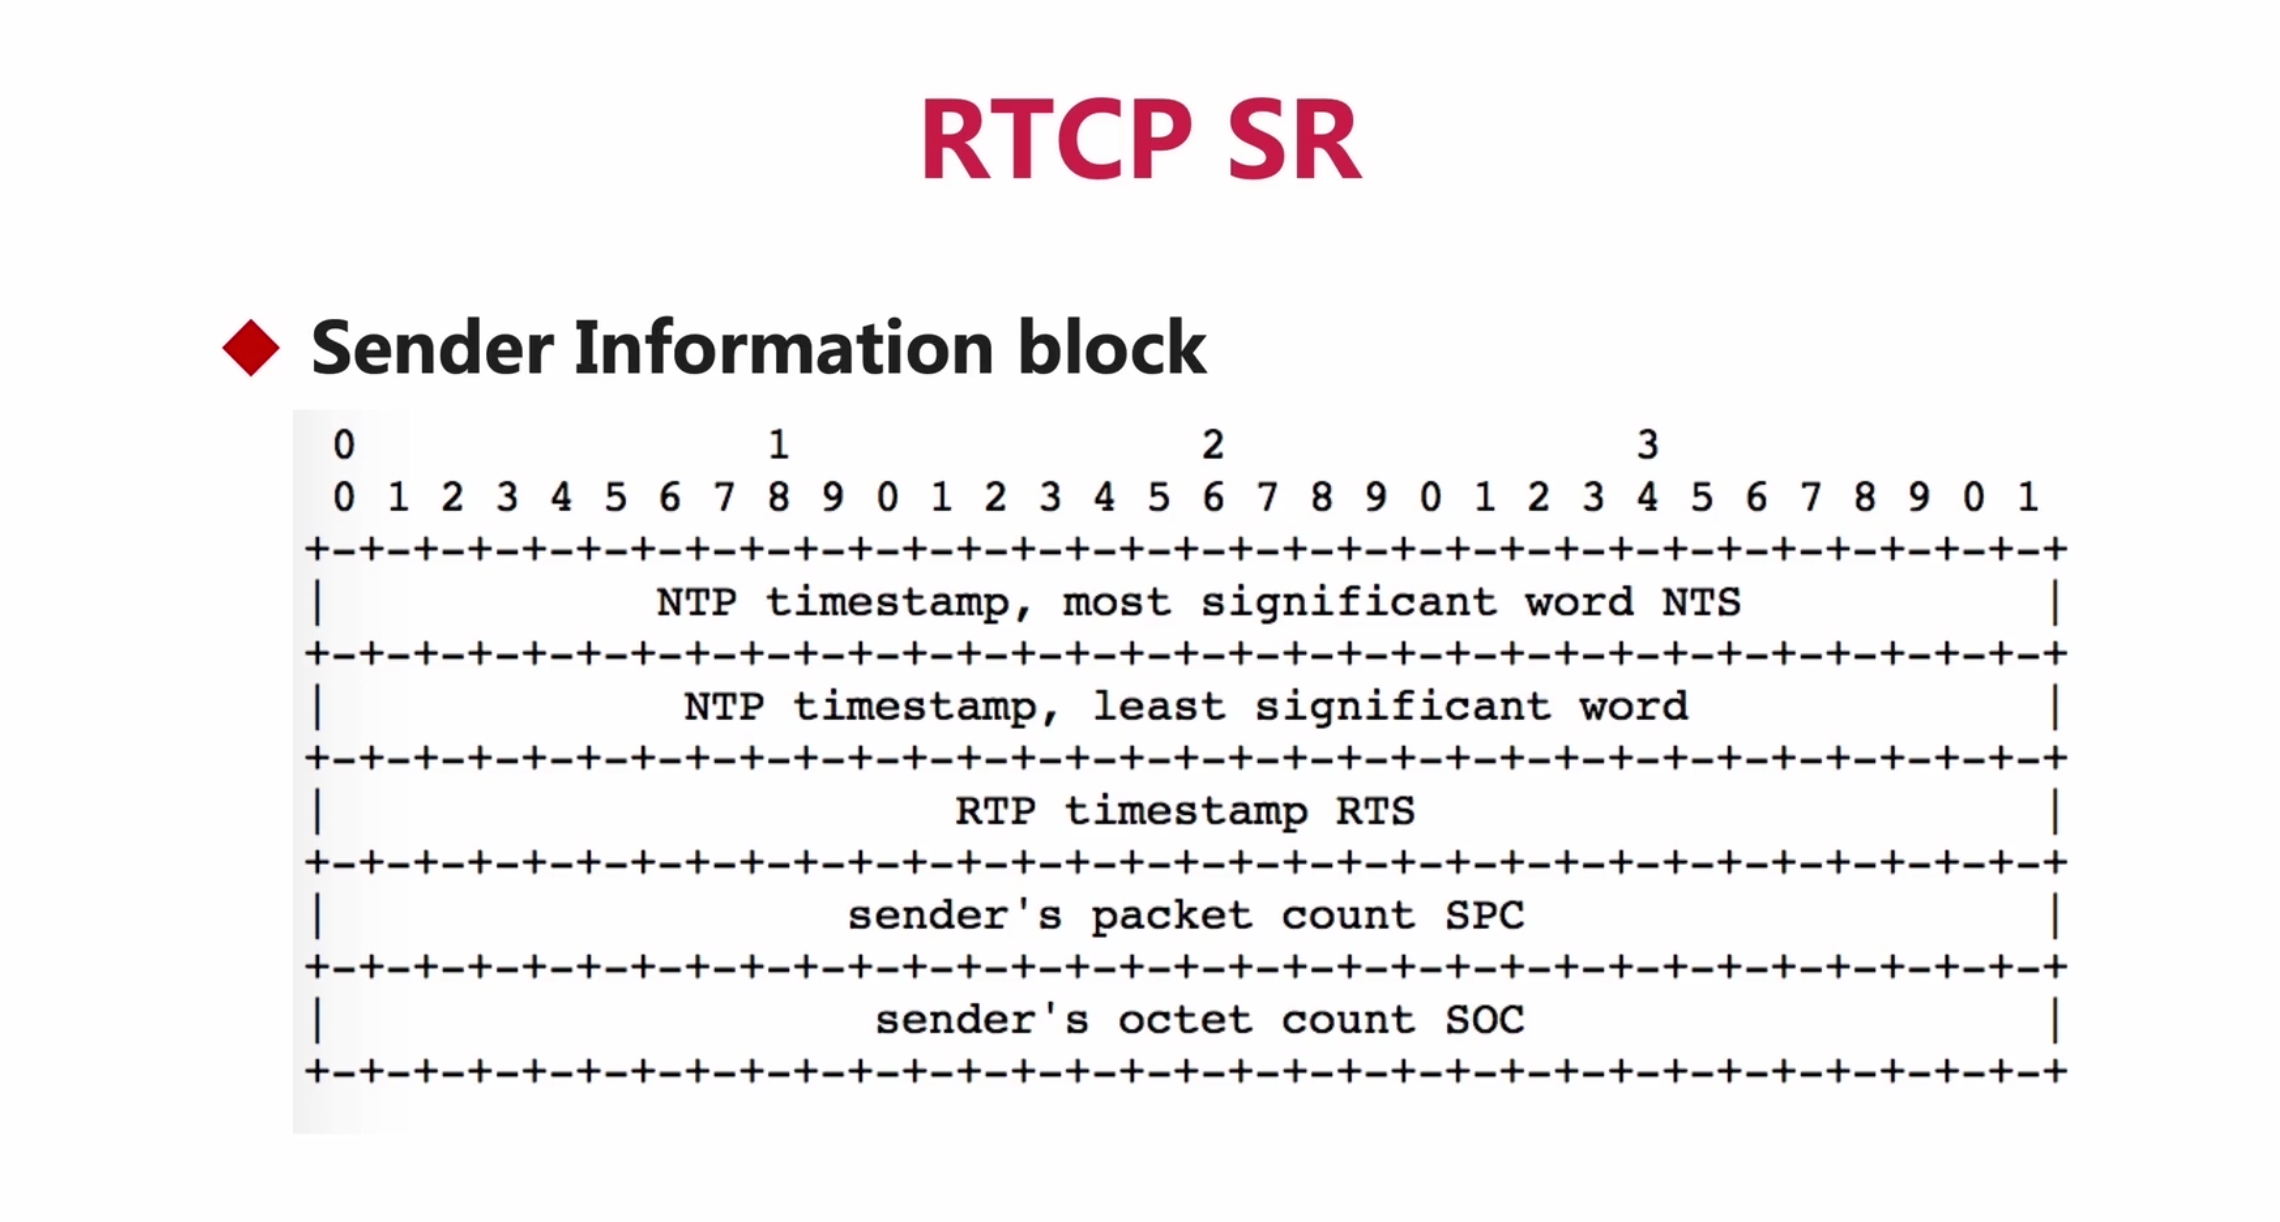 RTCP SR
◆ Sender Information block
 0               1               2               3
 0 1 2 3 4 5 6 7 8 9 0 1 2 3 4 5 6 7 8 9 0 1 2 3 4 5 6 7 8 9 0 1
+-+-+-+-+-+-+-+-+-+-+-+-+-+-+-+-+-+-+-+-+-+-+-+-+-+-+-+-+-+-+-+-+
|            NTP timestamp, most significant word NTS           |
+-+-+-+-+-+-+-+-+-+-+-+-+-+-+-+-+-+-+-+-+-+-+-+-+-+-+-+-+-+-+-+-+
|             NTP timestamp, least significant word             |
+-+-+-+-+-+-+-+-+-+-+-+-+-+-+-+-+-+-+-+-+-+-+-+-+-+-+-+-+-+-+-+-+
|                       RTP timestamp RTS                       |
+-+-+-+-+-+-+-+-+-+-+-+-+-+-+-+-+-+-+-+-+-+-+-+-+-+-+-+-+-+-+-+-+
|                   sender's packet count SPC                   |
+-+-+-+-+-+-+-+-+-+-+-+-+-+-+-+-+-+-+-+-+-+-+-+-+-+-+-+-+-+-+-+-+
|                    sender's octet count SOC                   |
+-+-+-+-+-+-+-+-+-+-+-+-+-+-+-+-+-+-+-+-+-+-+-+-+-+-+-+-+-+-+-+-+